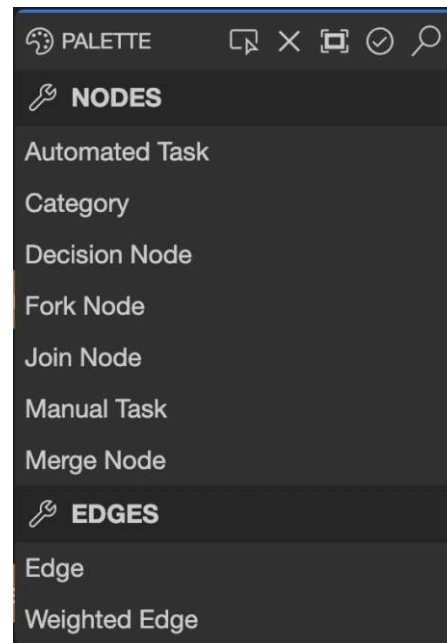 PALETTE
NODES
Automated Task
Category
Decision Node
Fork Node
Join Node
Manual Task
Merge Node
EDGES
Edge
Weighted Edge